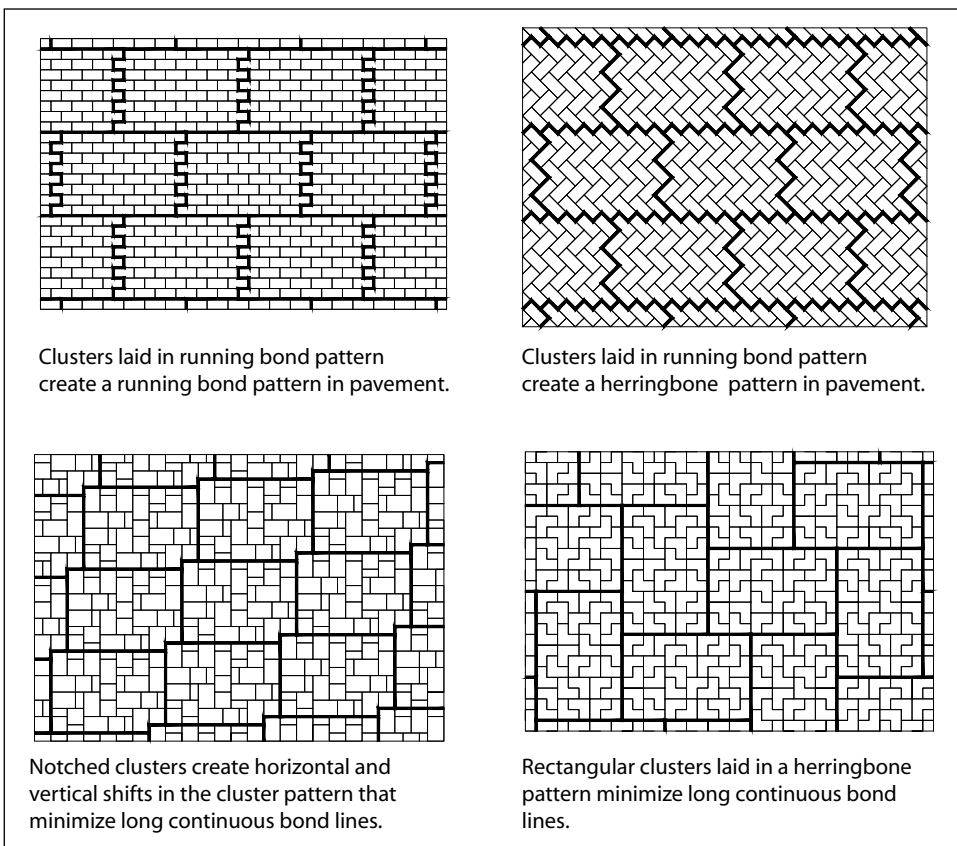 Clusters laid in running bond pattern
create a running bond pattern in pavement.
Clusters laid in running bond pattern
create a herringbone pattern in pavement.
Notched clusters create horizontal and
vertical shifts in the cluster pattern that
minimize long continuous bond lines.
Rectangular clusters laid in a herringbone
pattern minimize long continuous bond
lines.